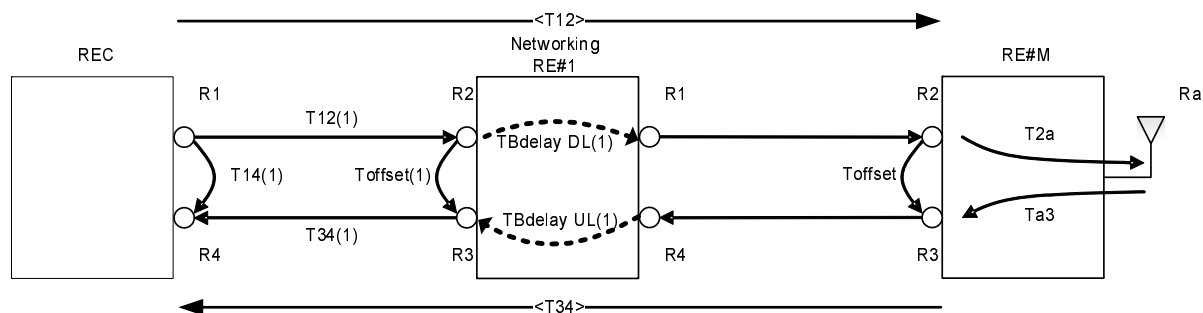 <T12>
REC
Networking
RE#1
RE#M
R1
R2
R1
R2
Ra
T12(1)
TBdelay DL(1)
T2a
T14(1)
Toffset(1)
Toffset
TBdelay UL(1)
Ta3
T34(1)
R4
R3
R4
R3
<T34>